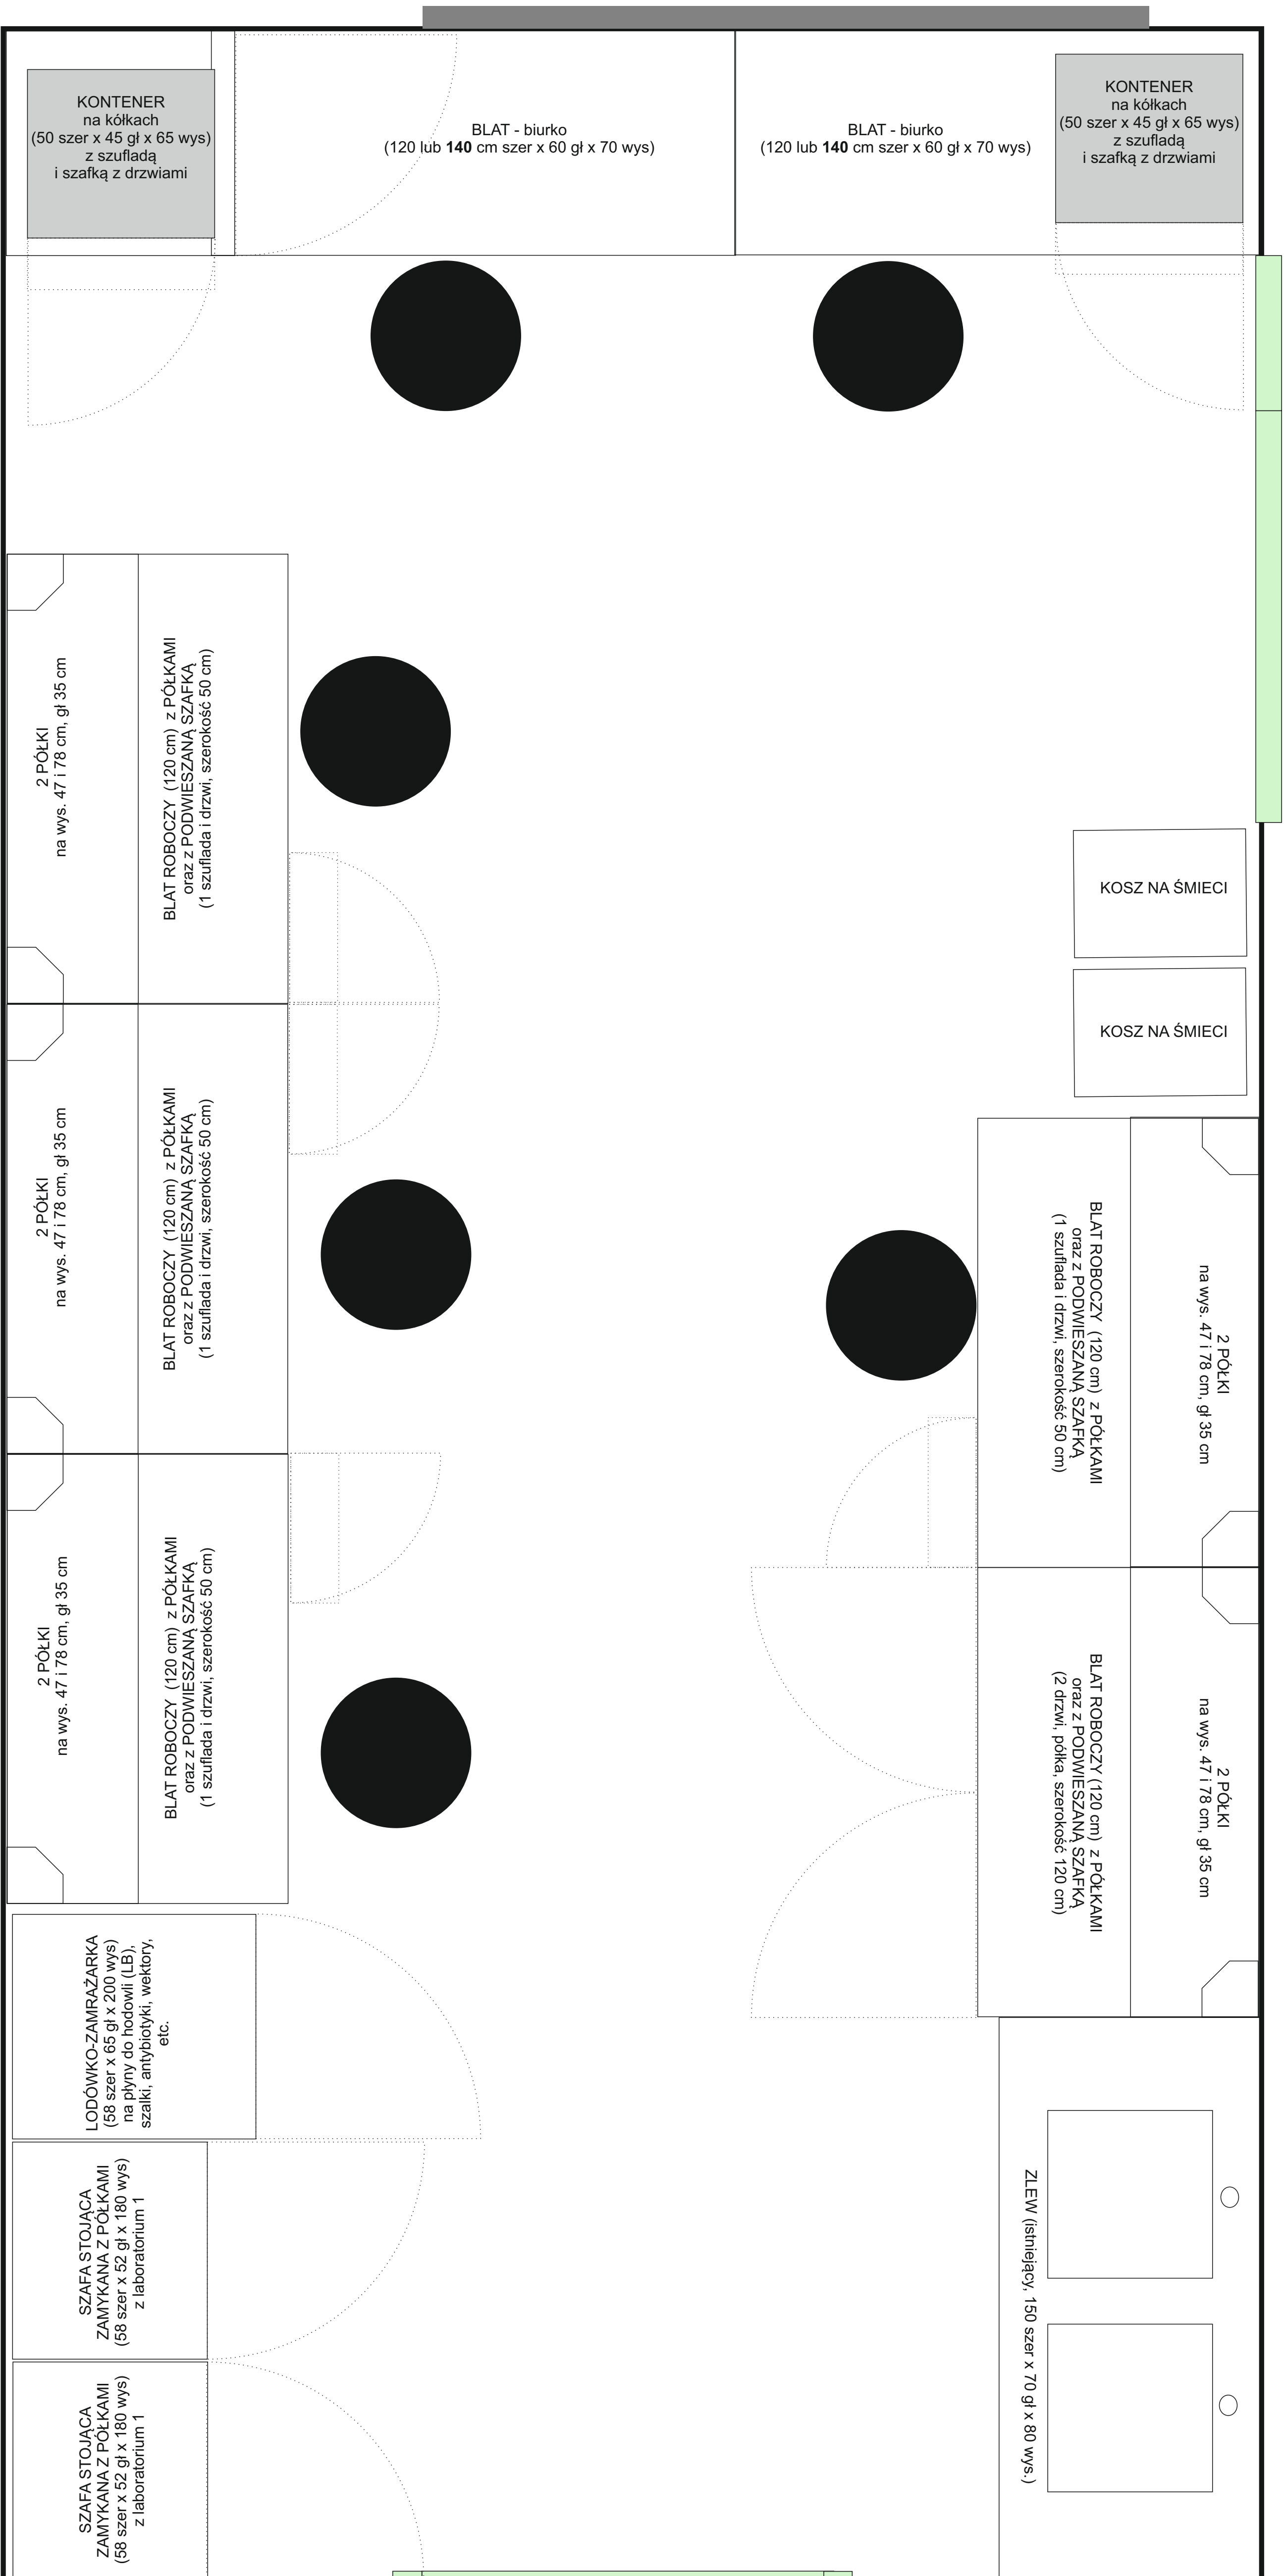 KONTENER
na kółkach
(50 szer x 45 gł x 65 wys)
z szufladą
i szafką z drzwiami
BLAT - biurko
(120 lub 140 cm szer x 60 gł x 70 wys)
BLAT - biurko
(120 lub 140 cm szer x 60 gł x 70 wys)
KONTENER
na kółkach
(50 szer x 45 gł x 65 wys)
z szufladą
i szafką z drzwiami
2 PÓŁKI
na wys. 47 i 78 cm, gł 35 cm
BLAT ROBOCZY (120 cm) z PÓŁKAMI
oraz z PODWIESZANĄ SZAFKĄ
(1 szuflada i drzwi, szerokość 50 cm)
KOSZ NA ŚMIECI
KOSZ NA ŚMIECI
2 PÓŁKI
na wys. 47 i 78 cm, gł 35 cm
BLAT ROBOCZY (120 cm) z PÓŁKAMI
oraz z PODWIESZANĄ SZAFKĄ
(1 szuflada i drzwi, szerokość 50 cm)
BLAT ROBOCZY (120 cm) z PÓŁKAMI
oraz z PODWIESZANĄ SZAFKĄ
(1 szuflada i drzwi, szerokość 50 cm)
2 PÓŁKI
na wys. 47 i 78 cm, gł 35 cm
2 PÓŁKI
na wys. 47 i 78 cm, gł 35 cm
BLAT ROBOCZY (120 cm) z PÓŁKAMI
oraz z PODWIESZANĄ SZAFKĄ
(1 szuflada i drzwi, szerokość 50 cm)
BLAT ROBOCZY (120 cm) z PÓŁKAMI
oraz z PODWIESZANĄ SZAFKĄ
(2 drzwi, półka, szerokość 120 cm)
2 PÓŁKI
na wys. 47 i 78 cm, gł 35 cm
LODÓWKO-ZAMRAŻARKA
(58 szer x 65 gł x 200 wys)
na płyny do hodowli (LB),
szalki, antybiotyki, wektory,
etc.
SZAFA STOJĄCA
ZAMYKANA Z PÓŁKAMI
(58 szer x 52 gł x 180 wys)
z laboratorium 1
ZLEW (istniejący, 150 szer x 70 gł x 80 wys.)
SZAFA STOJĄCA
ZAMYKANA Z PÓŁKAMI
(58 szer x 52 gł x 180 wys)
z laboratorium 1